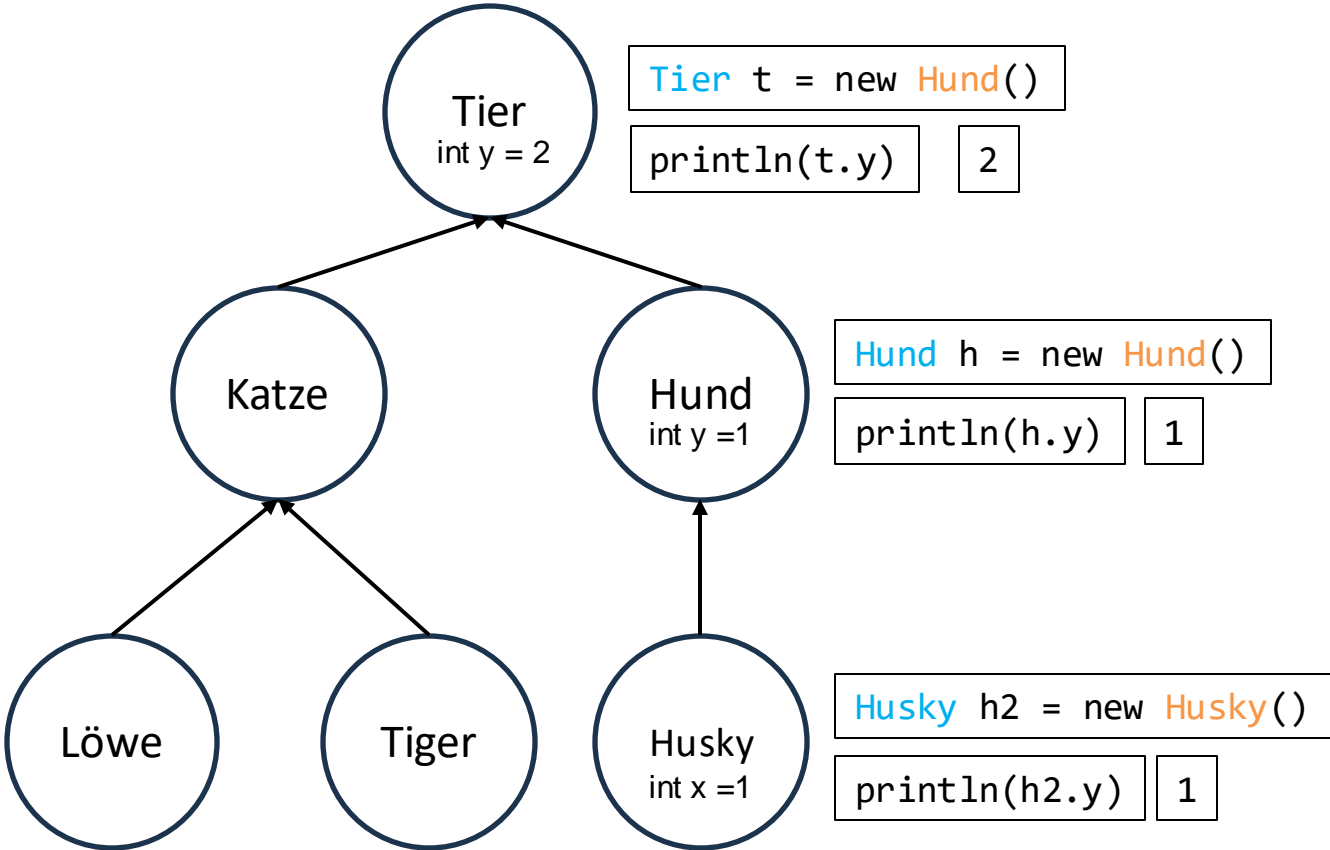 Tier
int y = 2
Tier t = new Hund()
println(t.y)
2
Katze
Hund
int y =1
Hund h = new Hund()
println(h.y)
1
Löwe
Tiger
Husky
int x =1
Husky h2 = new Husky()
println(h2.y)
1